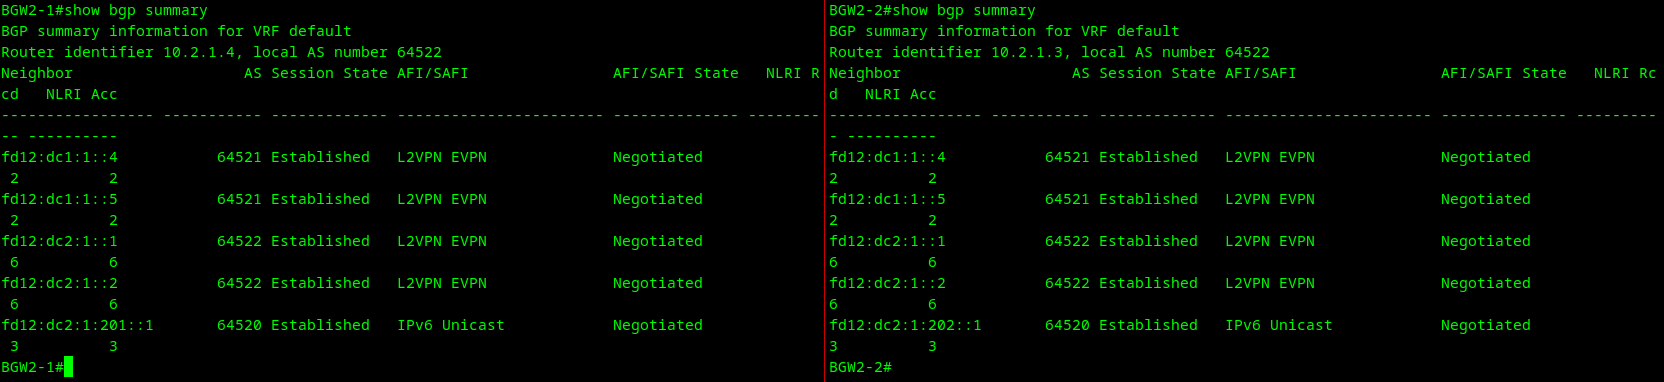 BGW2-1#show bgp summary
BGP summary information for VRF default
Router identifier 10.2.1.4, local AS number 64522
Neighbor                   AS Session State AFI/SAFI                AFI/SAFI State   NLRI R
cd   NLRI Acc
----------------- ----------- ------------- ----------------------- -------------- --------
-- ----------
fd12:dc1:1::4           64521 Established   L2VPN EVPN              Negotiated
 2          2
fd12:dc1:1::5           64521 Established   L2VPN EVPN              Negotiated
 2          2
fd12:dc2:1::1           64522 Established   L2VPN EVPN              Negotiated
 6          6
fd12:dc2:1::2           64522 Established   L2VPN EVPN              Negotiated
 6          6
fd12:dc2:1:201::1       64520 Established   IPv6 Unicast            Negotiated
 3          3
BGW2-1#
BGW2-2#show bgp summary
BGP summary information for VRF default
Router identifier 10.2.1.3, local AS number 64522
Neighbor                   AS Session State AFI/SAFI                AFI/SAFI State   NLRI Rc
d   NLRI Acc
----------------- ----------- ------------- ----------------------- -------------- ---------
- ----------
fd12:dc1:1::4           64521 Established   L2VPN EVPN              Negotiated
2          2
fd12:dc1:1::5           64521 Established   L2VPN EVPN              Negotiated
2          2
fd12:dc2:1::1           64522 Established   L2VPN EVPN              Negotiated
6          6
fd12:dc2:1::2           64522 Established   L2VPN EVPN              Negotiated
6          6
fd12:dc2:1:202::1       64520 Established   IPv6 Unicast            Negotiated
3          3
BGW2-2#